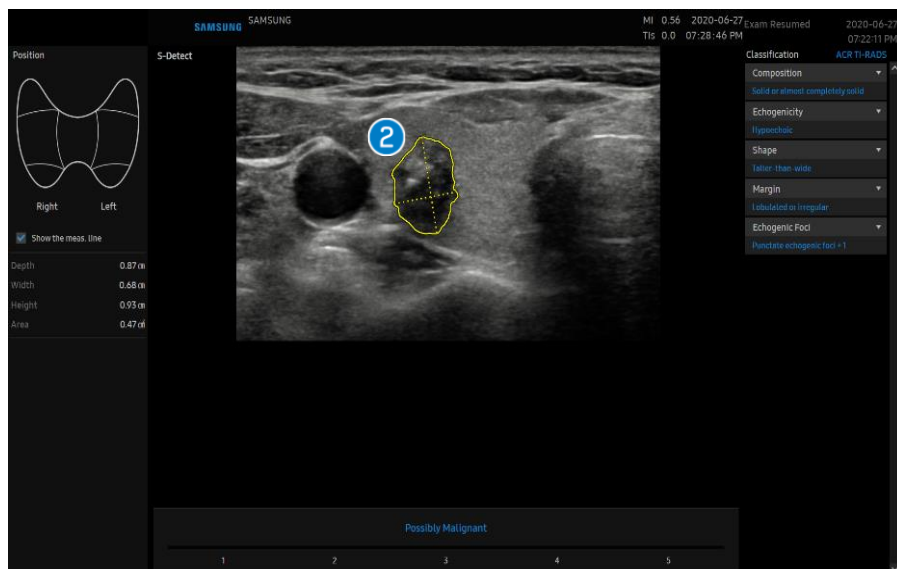 SAMSUNG SAMSUNG
MI 0.56 2020-06-27
TIs 0.0 07:28:46 PM
Exam Resumed 2020-06-27
07:22:11 PM
Position
S-Detect
Classification ACR TI-RADS
Composition
Solid or almost completely solid
Echogenicity
Hypoechoic
Shape
Taller-than-wide
Margin
Lobulated or irregular
Echogenic Foci
Punctate echogenic foci = 1
2
Right Left
Show the meas. line
Depth 0.87 cm
Width 0.68 cm
Height 0.93 cm
Area 0.47 cm²
Possibly Malignant
1 2 3 4 5